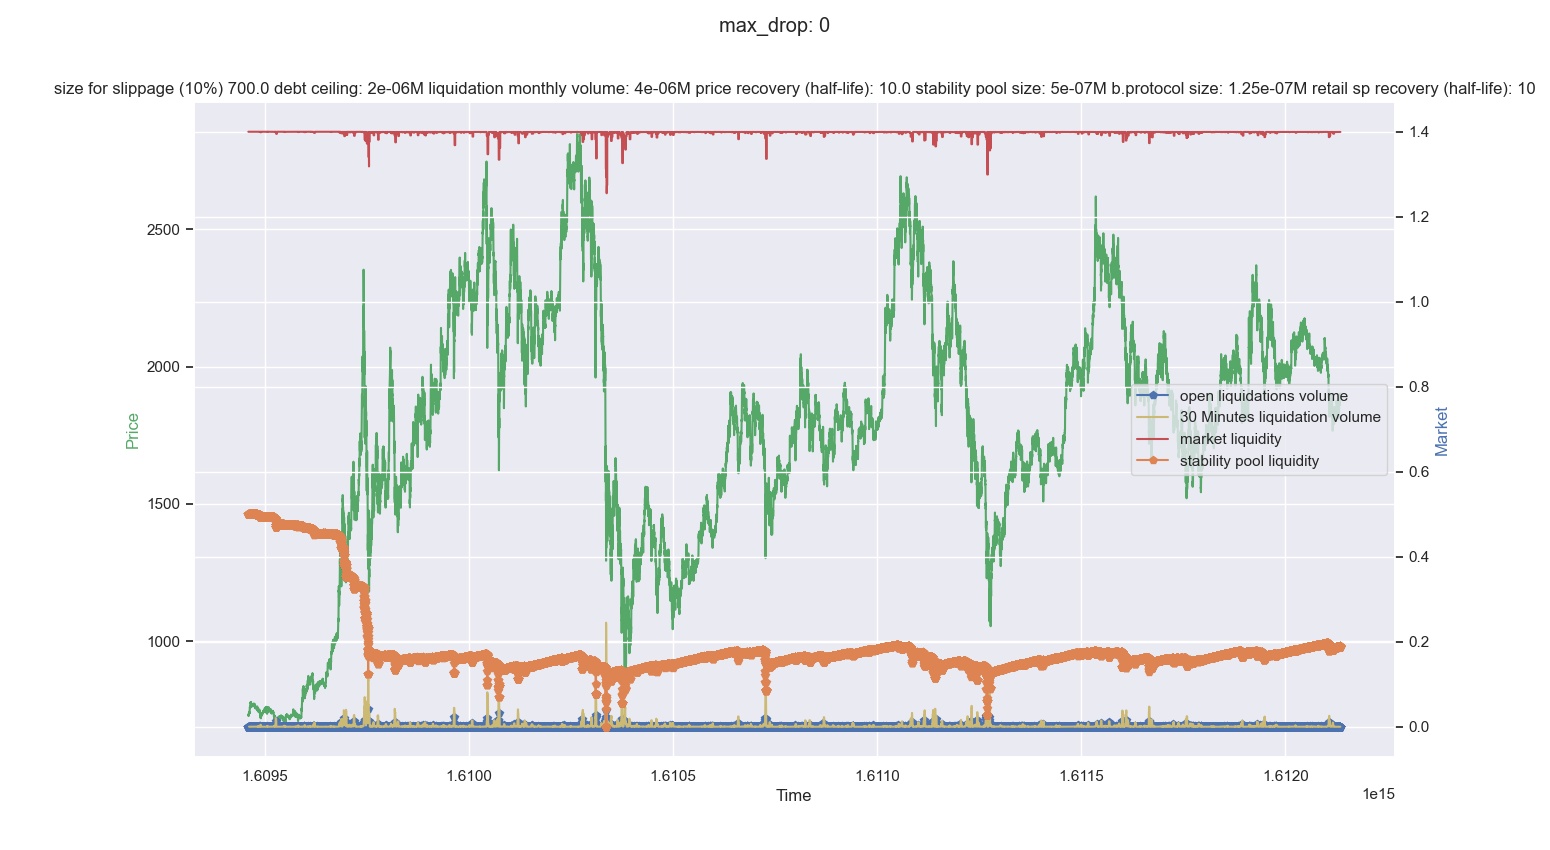 max_drop: 0
size for slippage (10%) 700.0 debt ceiling: 2e-06M liquidation monthly volume: 4e-06M price recovery (half-life): 10.0 stability pool size: 5e-07M b.protocol size: 1.25e-07M retail sp recovery (half-life): 10
2500
2000
1500
1000
Price
1.4
1.2
1.0
0.8
0.6
0.4
0.2
0.0
Market
open liquidations volume
30 Minutes liquidation volume
market liquidity
stability pool liquidity
1.6095
1.6100
1.6105
1.6110
1.6115
1.6120
Time
1e15